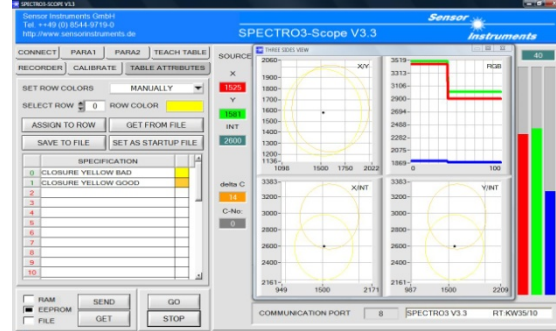 SPECTRO3-Scope V3.3
Sensor Instruments GmbH
Tel. ++49 (0) 8544-9719-0
http://www.sensorinstruments.de
SPECTRO3-Scope V3.3
Sensor
Instruments
CONNECT PARA1 PARA2 TEACH TABLE
RECORDER CALIBRATE TABLE ATTRIBUTES
SET ROW COLORS MANUALLY
SELECT ROW 0 ROW COLOR
ASSIGN TO ROW GET FROM FILE
SAVE TO FILE SET AS STARTUP FILE
SPECIFICATION
0 CLOSURE YELLOW BAD
1 CLOSURE YELLOW GOOD
2
3
4
5
6
7
8
9
10
RAM
EEPROM
FILE
SEND
GET
GO
STOP
SOURCE
X
1525
Y
1581
INT
2600
delta C
14
C-No:
0
THREE SIDES VIEW
X/Y
2060
1900
1800
1700
1600
1500
1400
1300
1200
1136
1098 1500 1750 2022
RGB
3519
3313
3106
2900
2694
2488
2282
2075
1869
0 100
X/INT
3383
3200
3000
2800
2600
2400
2161
949 1500 2171
Y/INT
3383
3200
3000
2800
2600
2400
2161
987 1500 2209
40
COMMUNICATION PORT 8 SPECTRO3 V3.3 RT:KW35/10